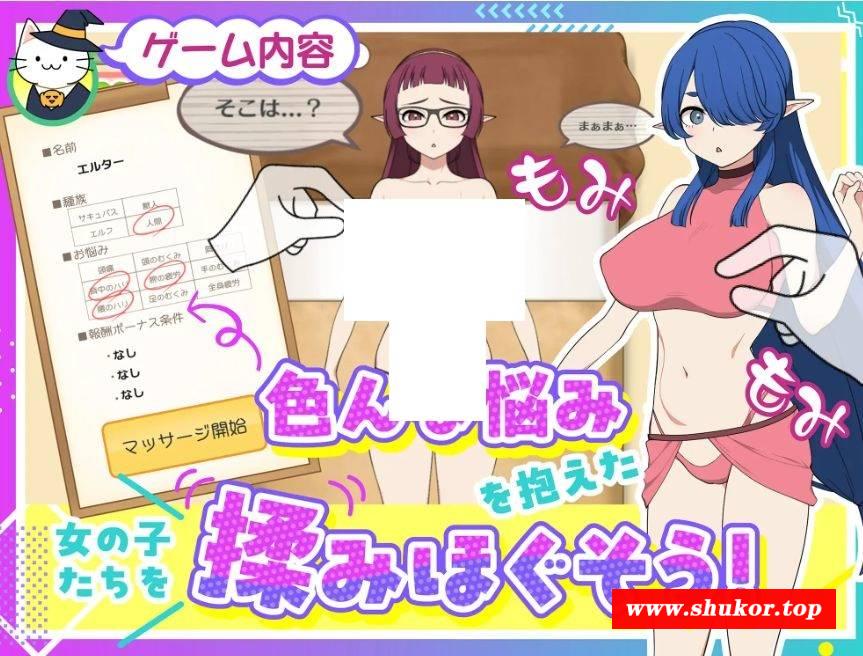 ゲーム内容
そこは…？
まぁまぁ…
もみ
■名前
エルター
■種族
サキュバス 獣人
エルフ 人間
■お悩み
頭痛 頭のむくみ
背中のハリ 腕の疲労 手のむくみ
腰のハリ 足のむくみ 全身疲労
■報酬ボーナス条件
・なし
・なし
・なし
マッサージ開始
もみ
色んな悩み
を抱えた
女の子
たちを
揉みほぐそう!
www.shukor.top